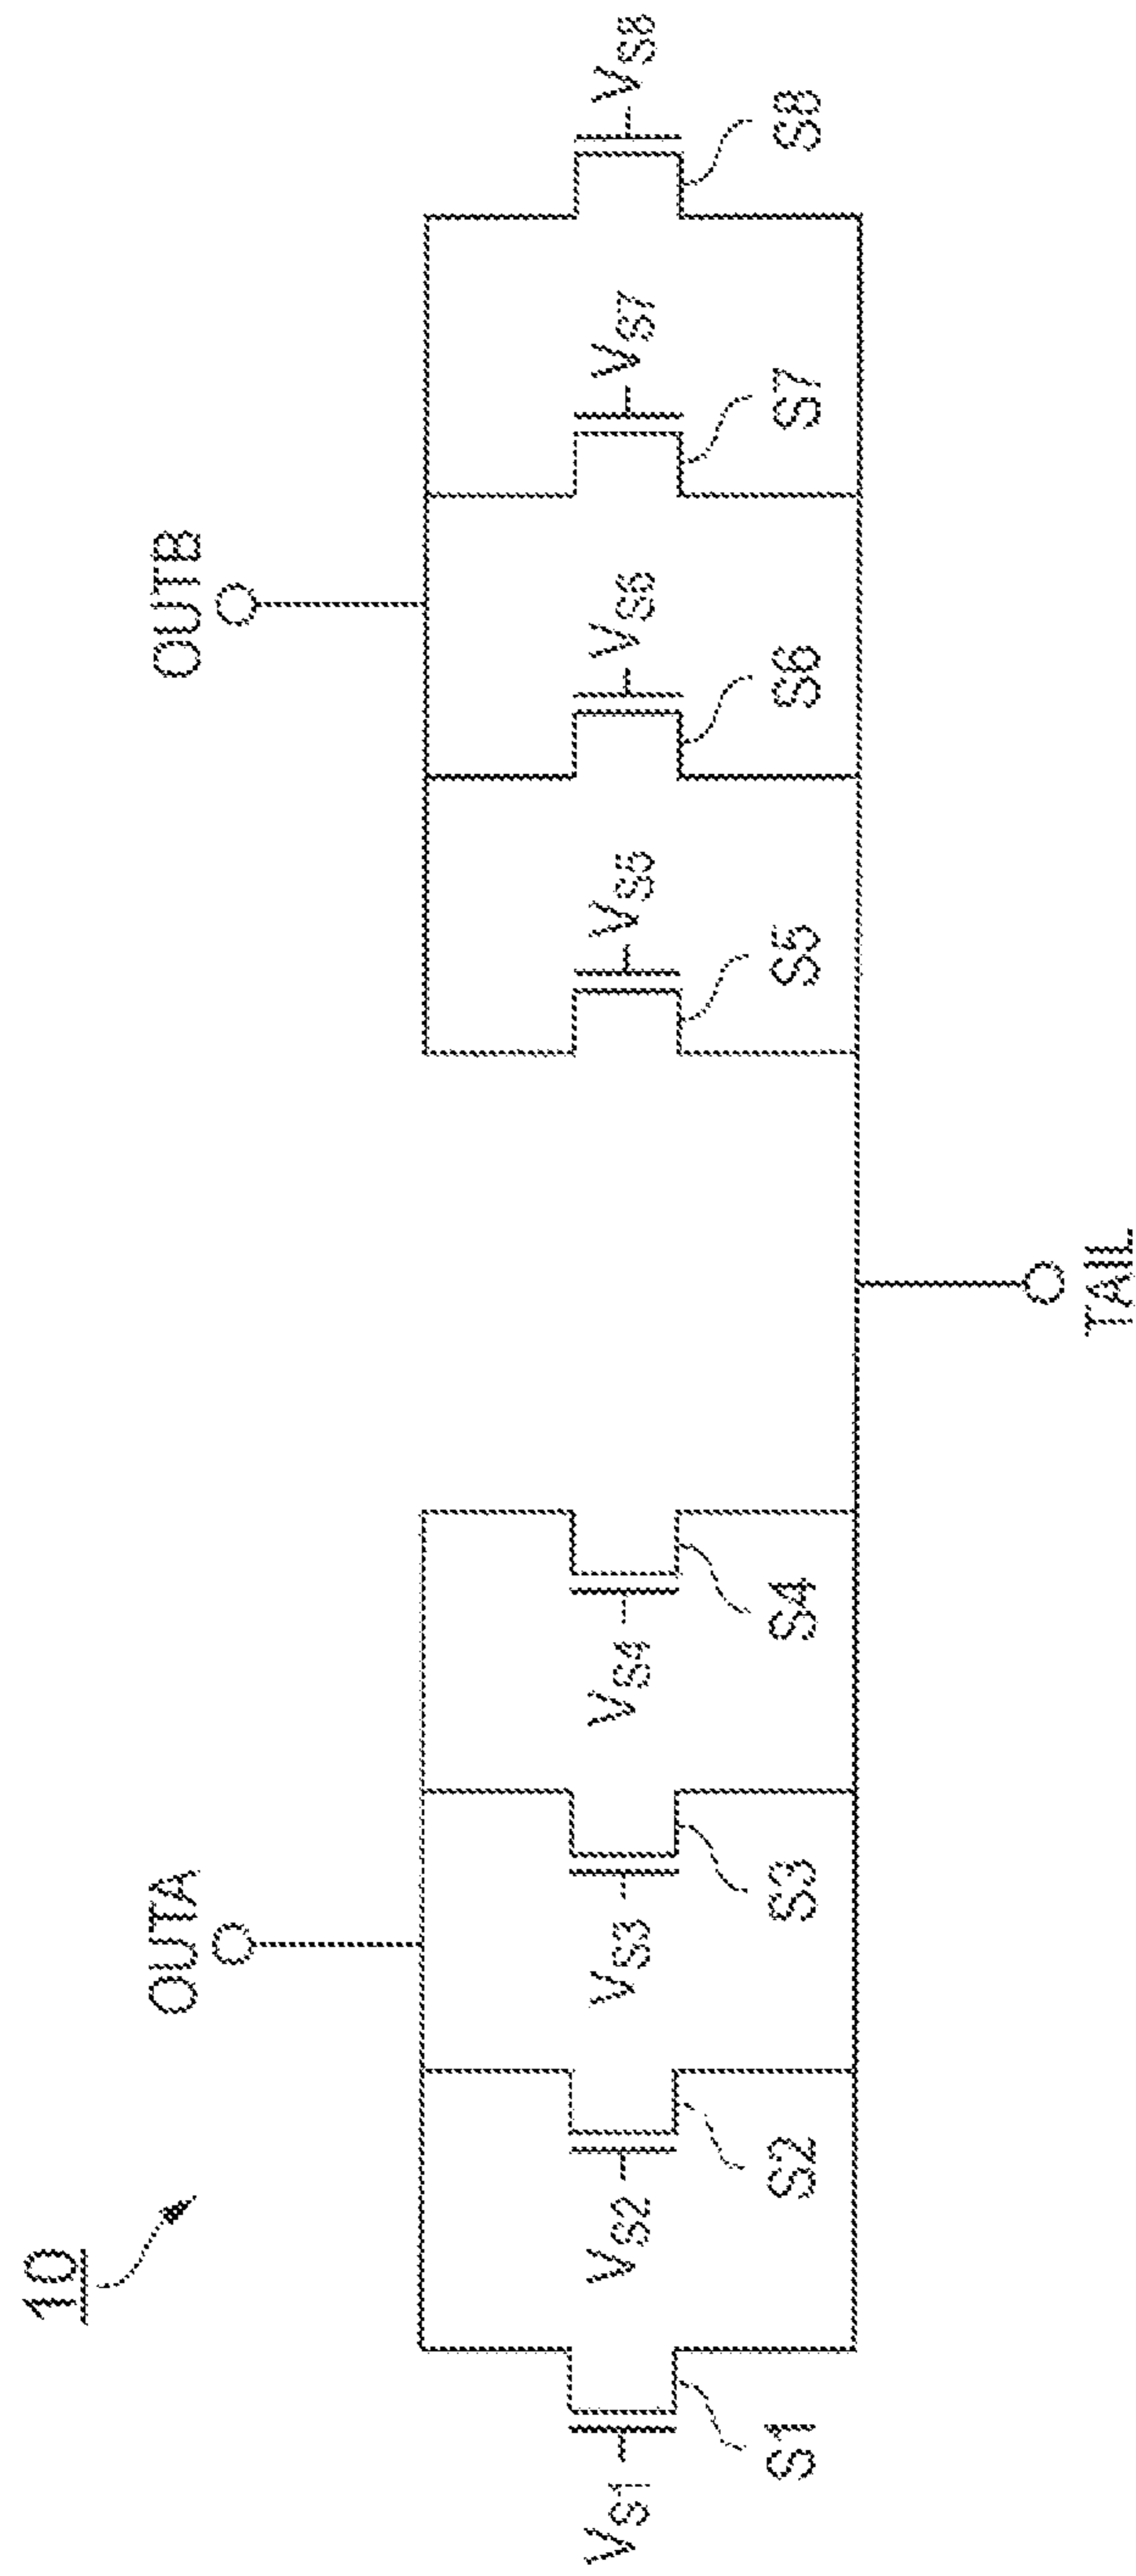 10
OUTA
OUTB
VS1
VS2
VS3
VS4
VS5
VS6
VS7
VS8
S1
S2
S3
S4
S5
S6
S7
S8
TAIL